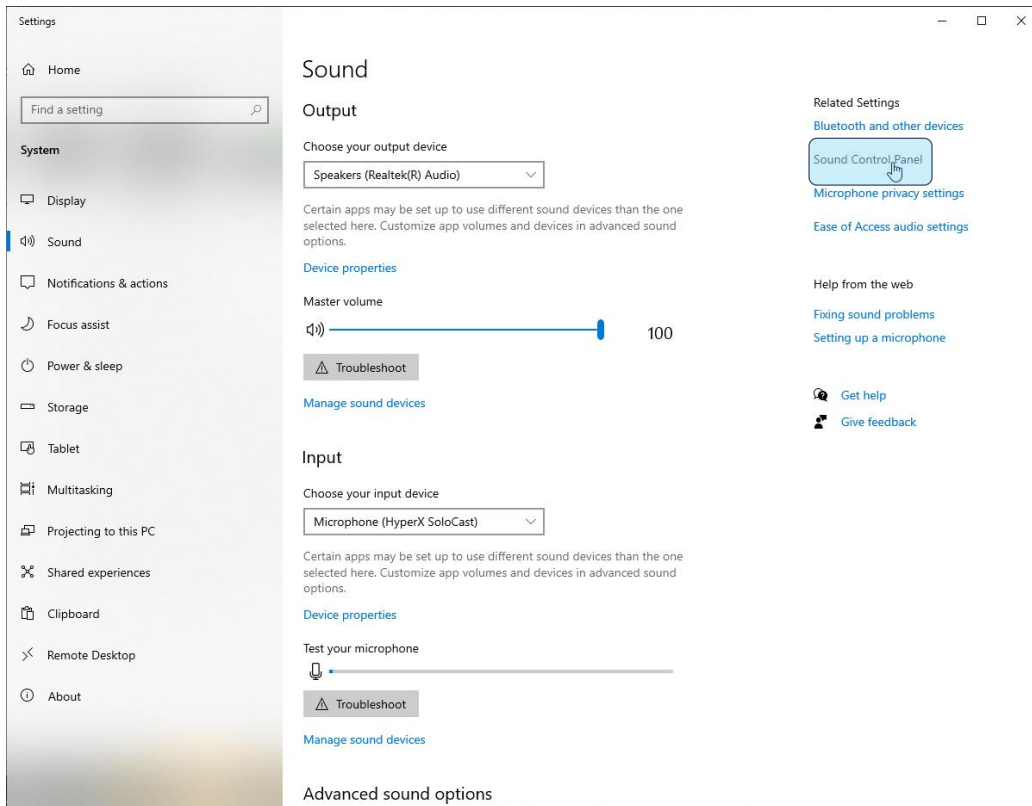 Settings
Home
Find a setting
System
Display
Sound
Notifications & actions
Focus assist
Power & sleep
Storage
Tablet
Multitasking
Projecting to this PC
Shared experiences
Clipboard
Remote Desktop
About
Sound
Output
Choose your output device
Speakers (Realtek(R) Audio)
Certain apps may be set up to use different sound devices than the one
selected here. Customize app volumes and devices in advanced sound
options.
Device properties
Master volume
100
Troubleshoot
Manage sound devices
Input
Choose your input device
Microphone (HyperX SoloCast)
Certain apps may be set up to use different sound devices than the one
selected here. Customize app volumes and devices in advanced sound
options.
Device properties
Test your microphone
Troubleshoot
Manage sound devices
Advanced sound options
Related Settings
Bluetooth and other devices
Sound Control Panel
Microphone privacy settings
Ease of Access audio settings
Help from the web
Fixing sound problems
Setting up a microphone
Get help
Give feedback